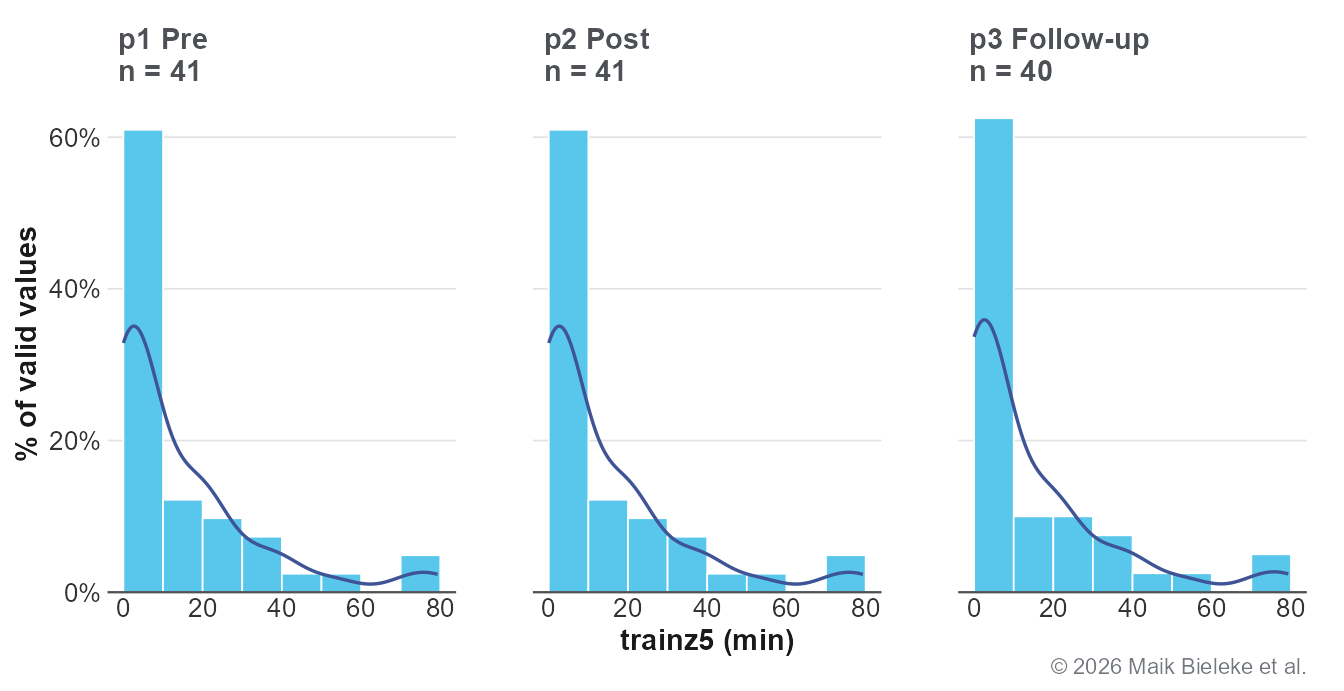 p1 Pre
n = 41
p2 Post
n = 41
p3 Follow-up
n = 40
% of valid values
60%
40%
20%
0%
0 20 40 60 80
0 20 40 60 80
0 20 40 60 80
trainz5 (min)
© 2026 Maik Bieleke et al.